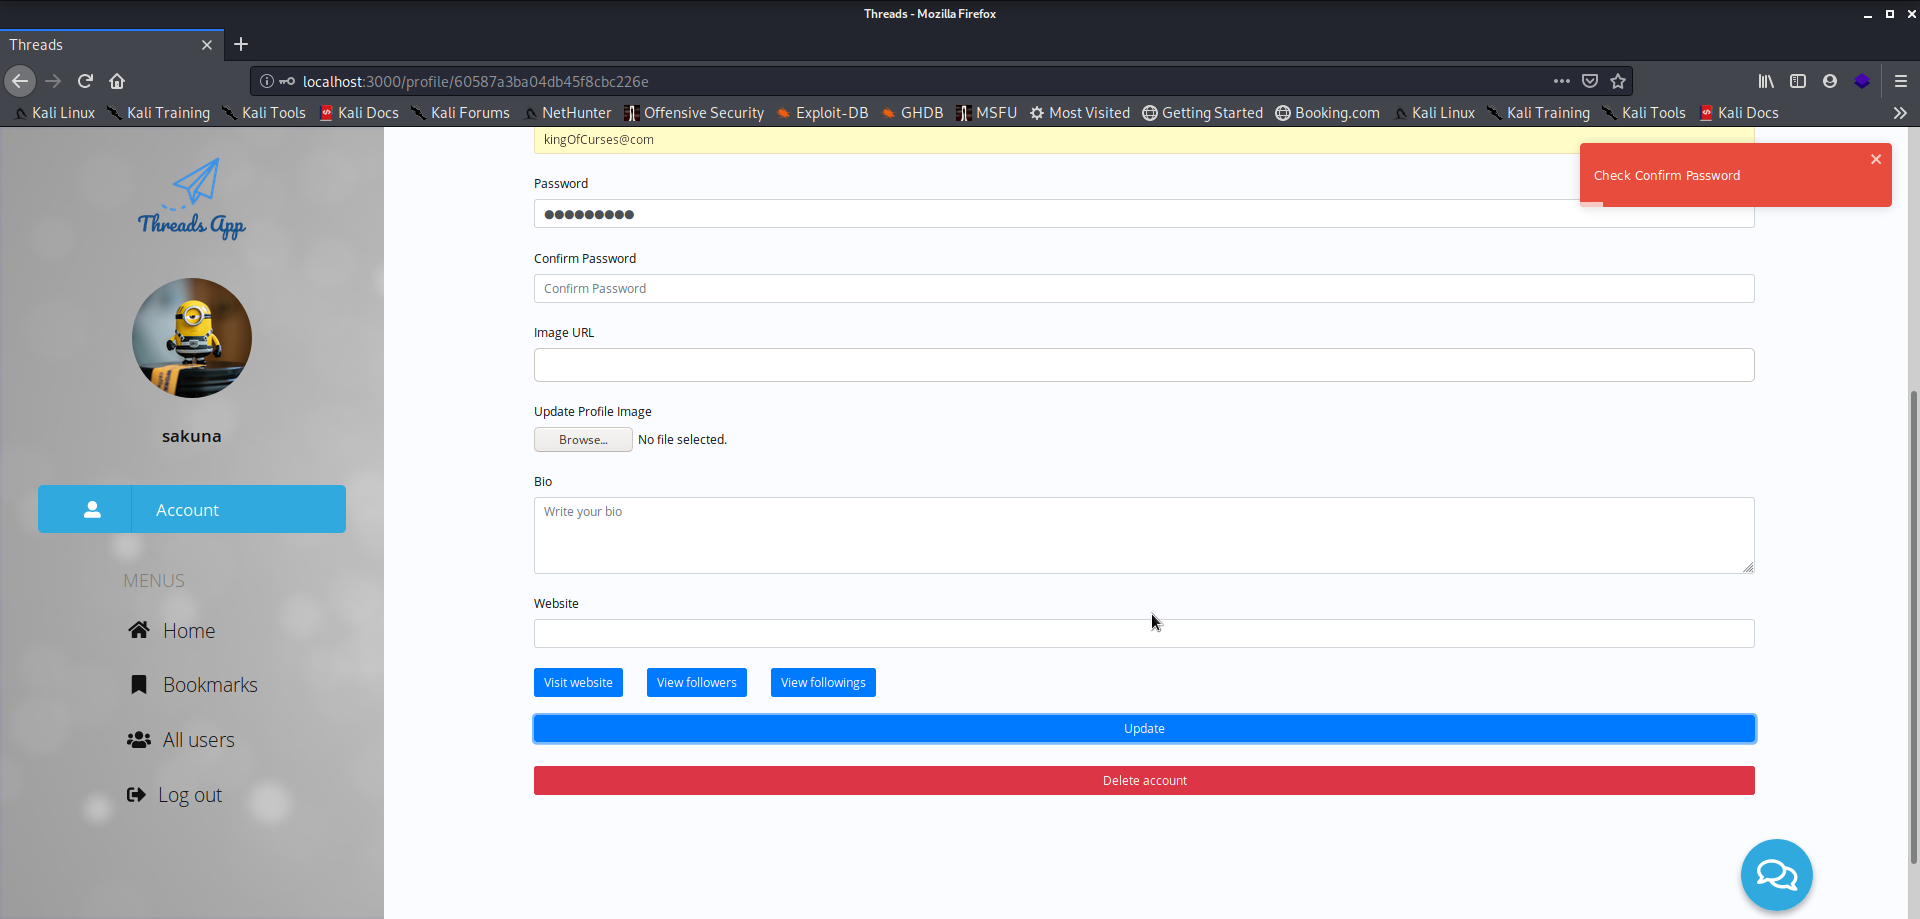 Threads - Mozilla Firefox
Threads
localhost:3000/profile/60587a3ba04db45f8cbc226e
Kali Linux Kali Training Kali Tools Kali Docs Kali Forums NetHunter Offensive Security Exploit-DB GHDB MSFU Most Visited Getting Started Booking.com Kali Linux Kali Training Kali Tools Kali Docs
Threads App
sakuna
Account
MENUS
Home
Bookmarks
All users
Log out
kingOfCurses@com
Check Confirm Password
Password
●●●●●●●●●
Confirm Password
Confirm Password
Image URL
Update Profile Image
Browse... No file selected.
Bio
Write your bio
Website
Visit website View followers View followings
Update
Delete account